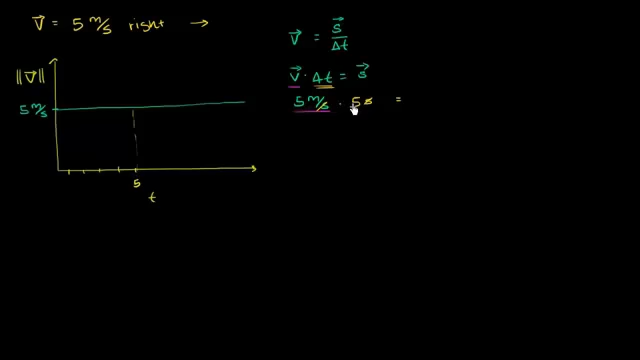 v⃗ = 5 m/s right →
v⃗ = s⃗/Δt
v⃗ · Δt = s⃗
5 m/s · 5 s =
||v⃗||
5 m/s
5
t